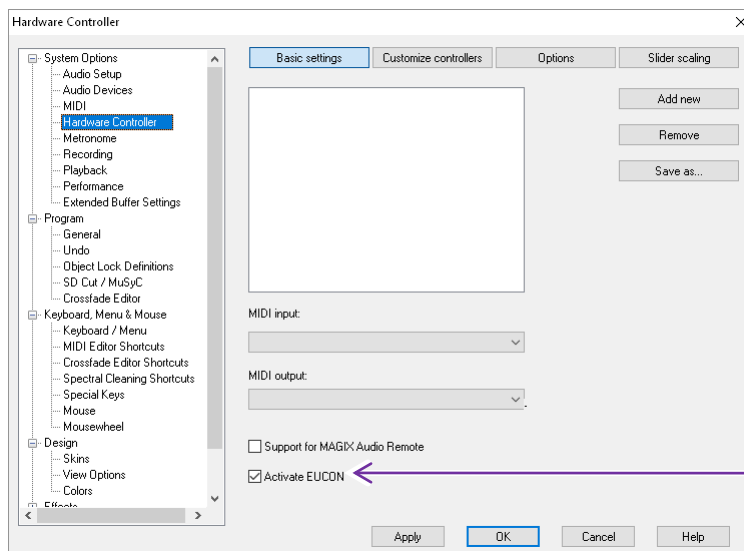 Hardware Controller
System Options
Audio Setup
Audio Devices
MIDI
Hardware Controller
Metronome
Recording
Playback
Performance
Extended Buffer Settings
Program
General
Undo
Object Lock Definitions
SD Cut / MuSyC
Crossfade Editor
Keyboard, Menu & Mouse
Keyboard / Menu
MIDI Editor Shortcuts
Crossfade Editor Shortcuts
Spectral Cleaning Shortcuts
Special Keys
Mouse
Mousewheel
Design
Skins
View Options
Colors
Effects
Basic settings
Customize controllers
Options
Slider scaling
Add new
Remove
Save as...
MIDI input:
MIDI output:
Support for MAGIX Audio Remote
Activate EUCON
Apply
OK
Cancel
Help